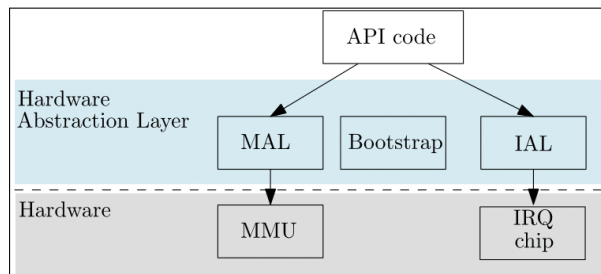 API code
Hardware
Abstraction Layer
MAL
Bootstrap
IAL
Hardware
MMU
IRQ
chip